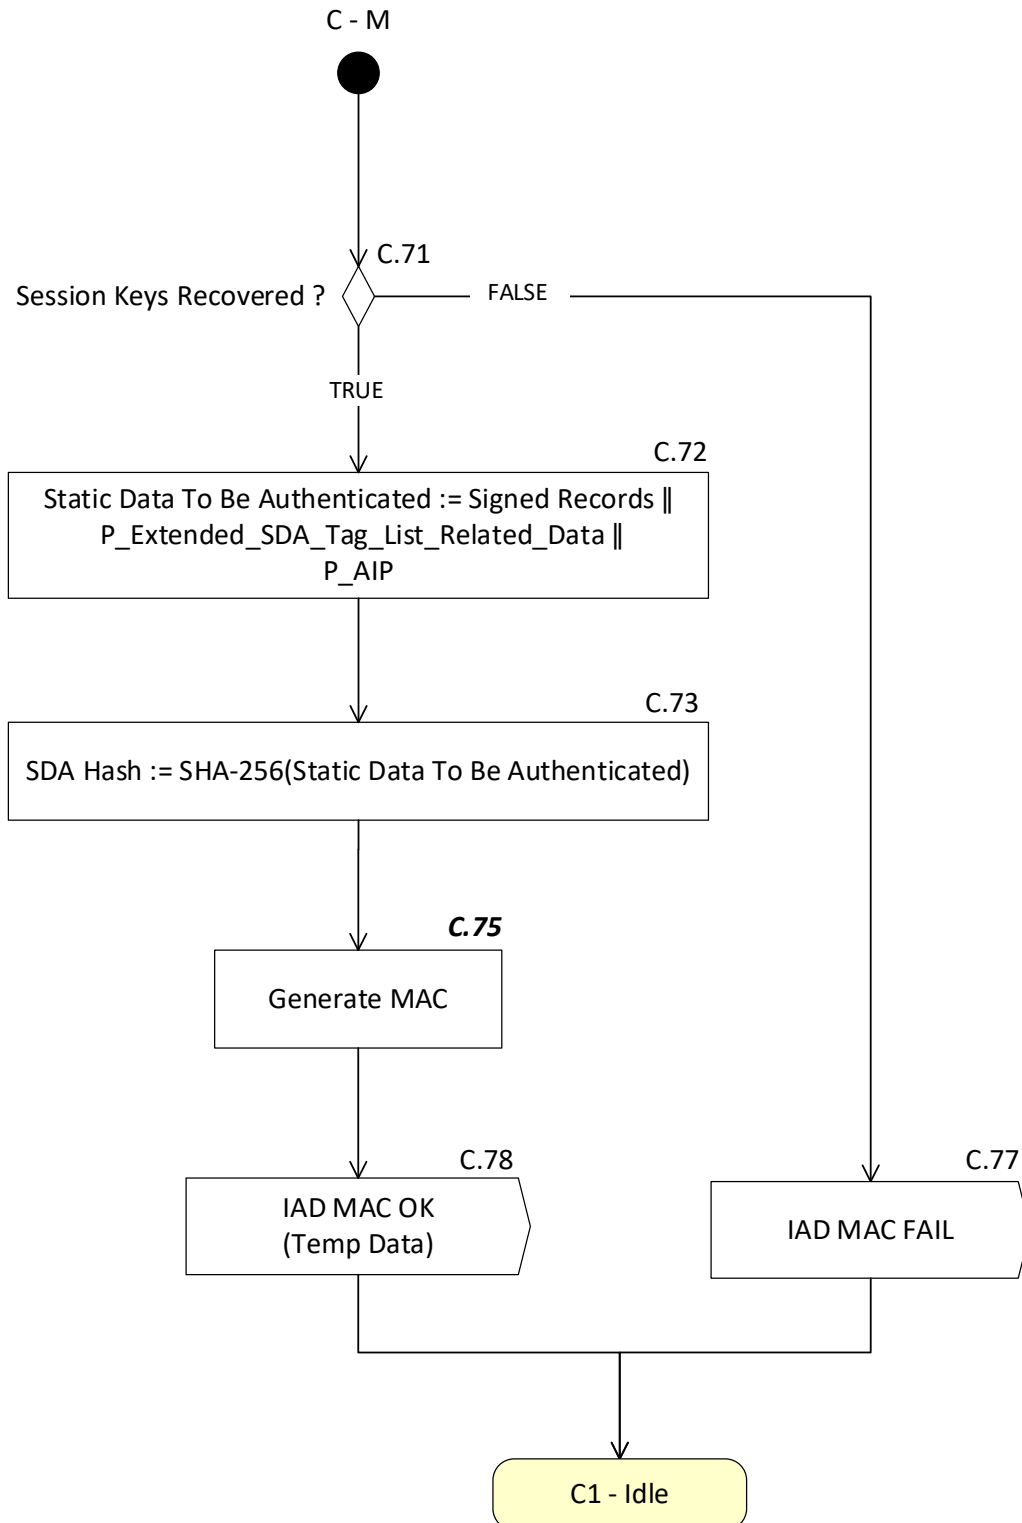 C - M
C.71
Session Keys Recovered ?
FALSE
TRUE
C.72
Static Data To Be Authenticated := Signed Records ||
P_Extended_SDA_Tag_List_Related_Data ||
P_AIP
C.73
SDA Hash := SHA-256(Static Data To Be Authenticated)
C.75
Generate MAC
C.78
IAD MAC OK
(Temp Data)
C.77
IAD MAC FAIL
C1 - Idle